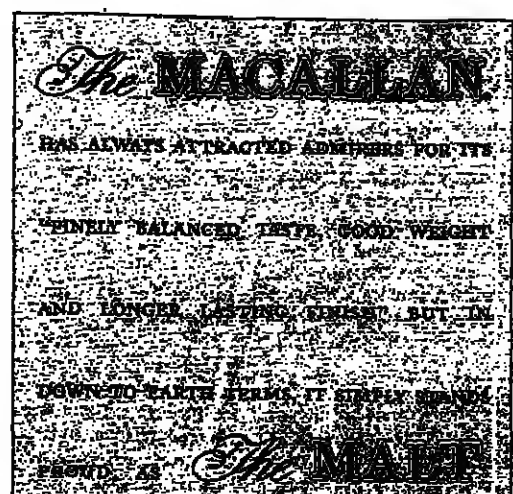 The MACALLAN
HAS ALWAYS ATTRACTED ADMIRERS FOR ITS
"FINELY BALANCED TASTE, GOOD WEIGHT
AND LONGER LASTING FINISH" BUT IN
DOWN-TO-EARTH TERMS, IT SIMPLY STANDS
PROUD AS The MALT